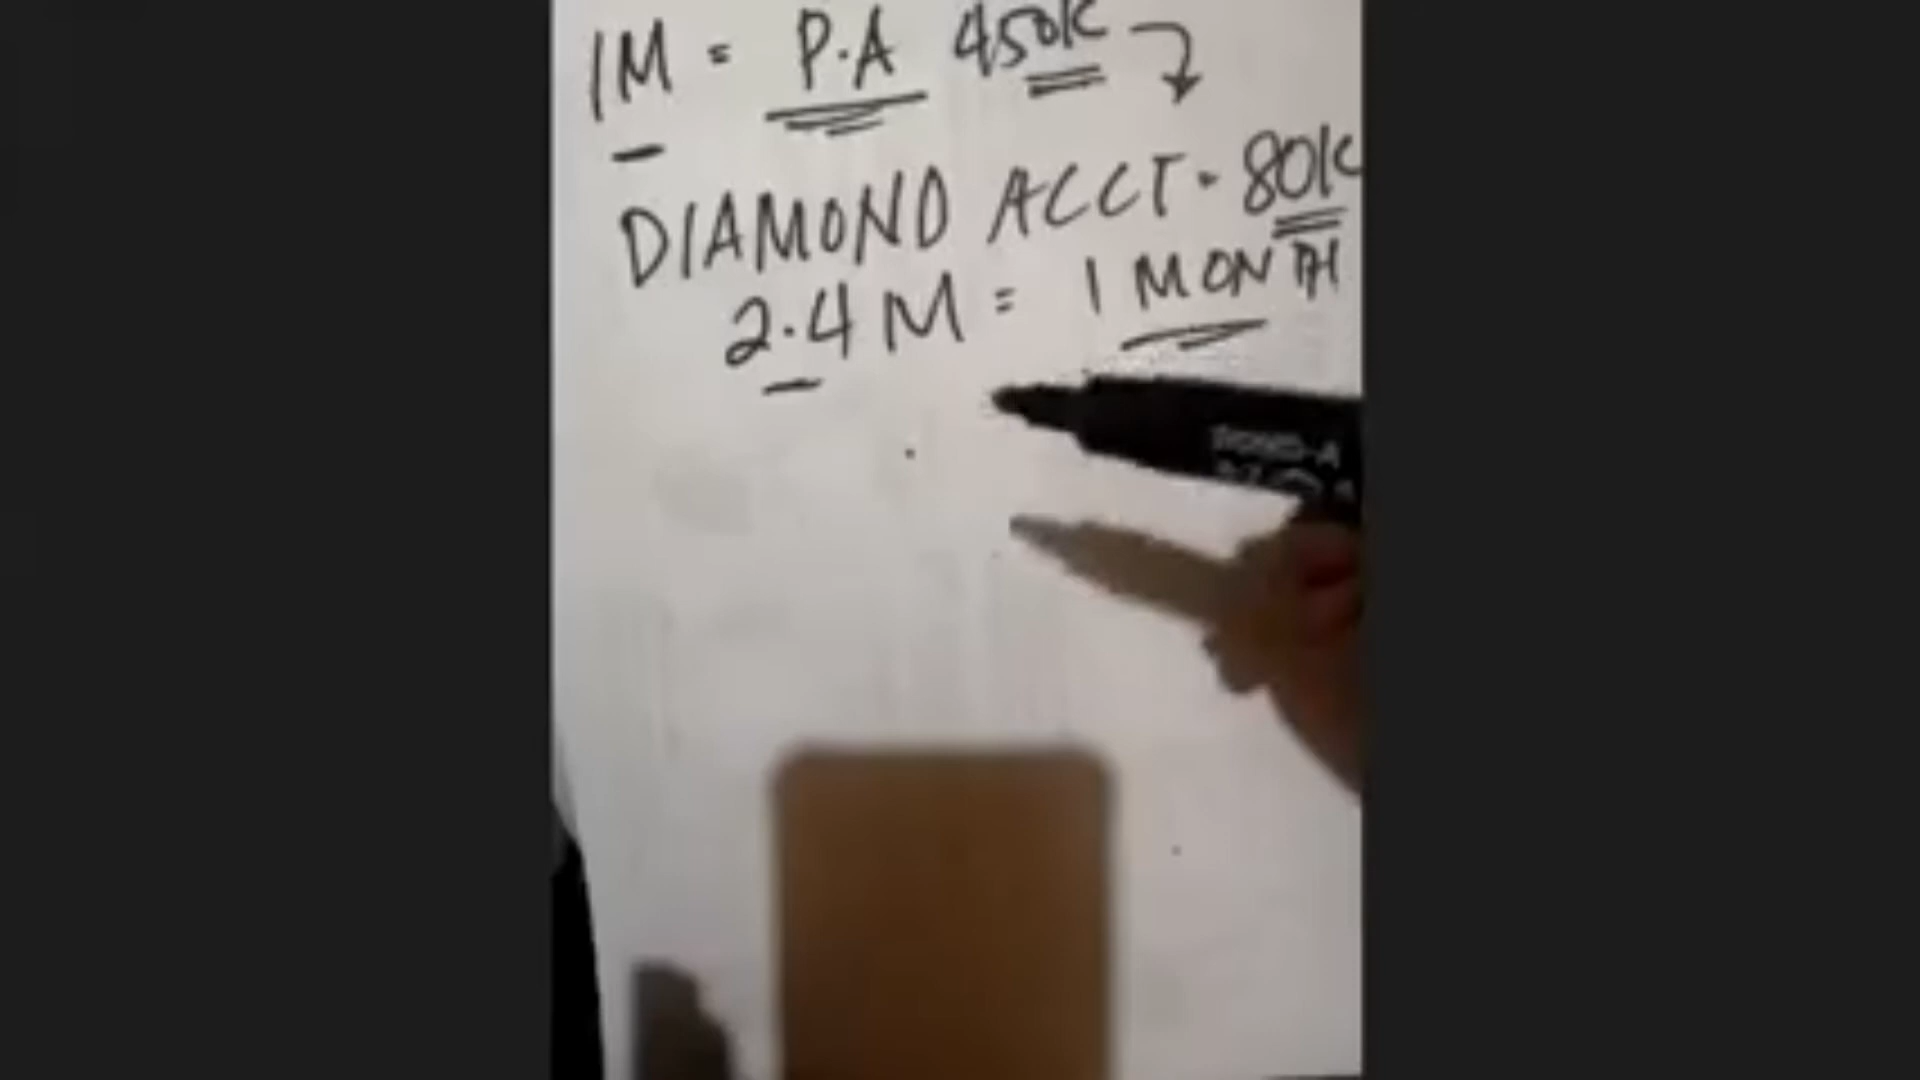 1M = P.A 450K
DIAMOND ACCT - 80K
2.4M = 1 MONTH